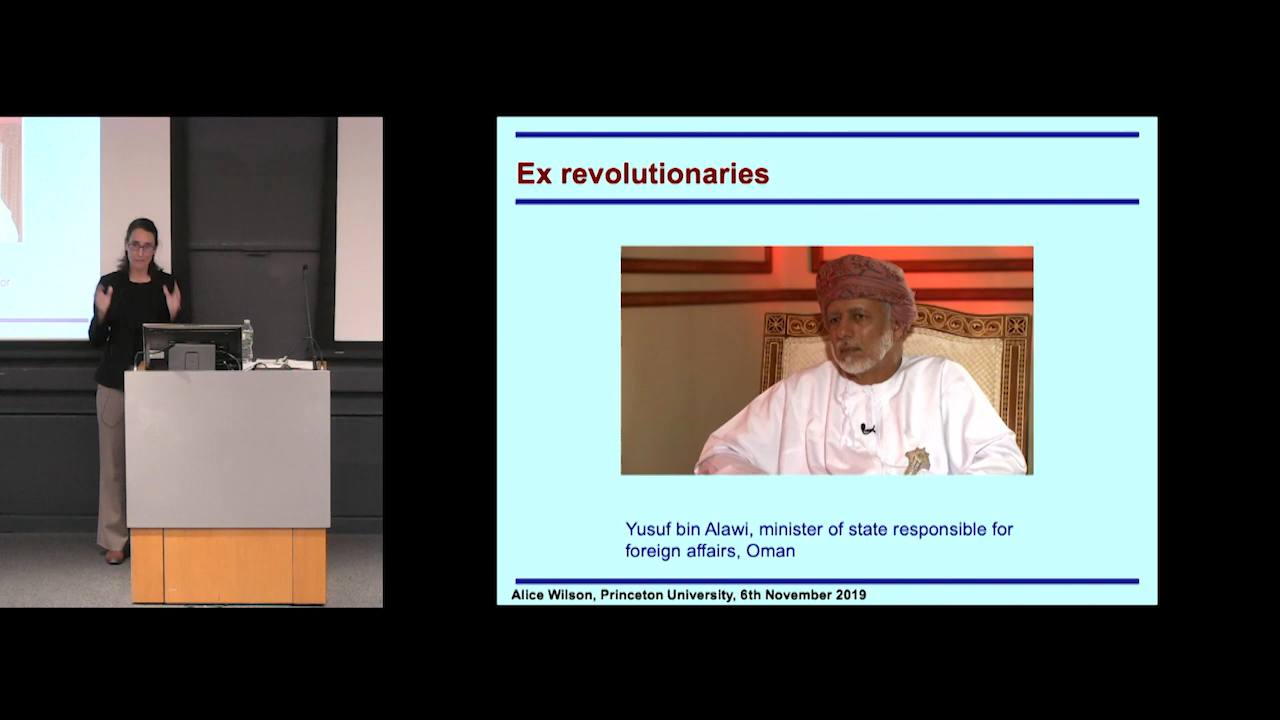 or
Ex revolutionaries
Yusuf bin Alawi, minister of state responsible for
foreign affairs, Oman
Alice Wilson, Princeton University, 6th November 2019